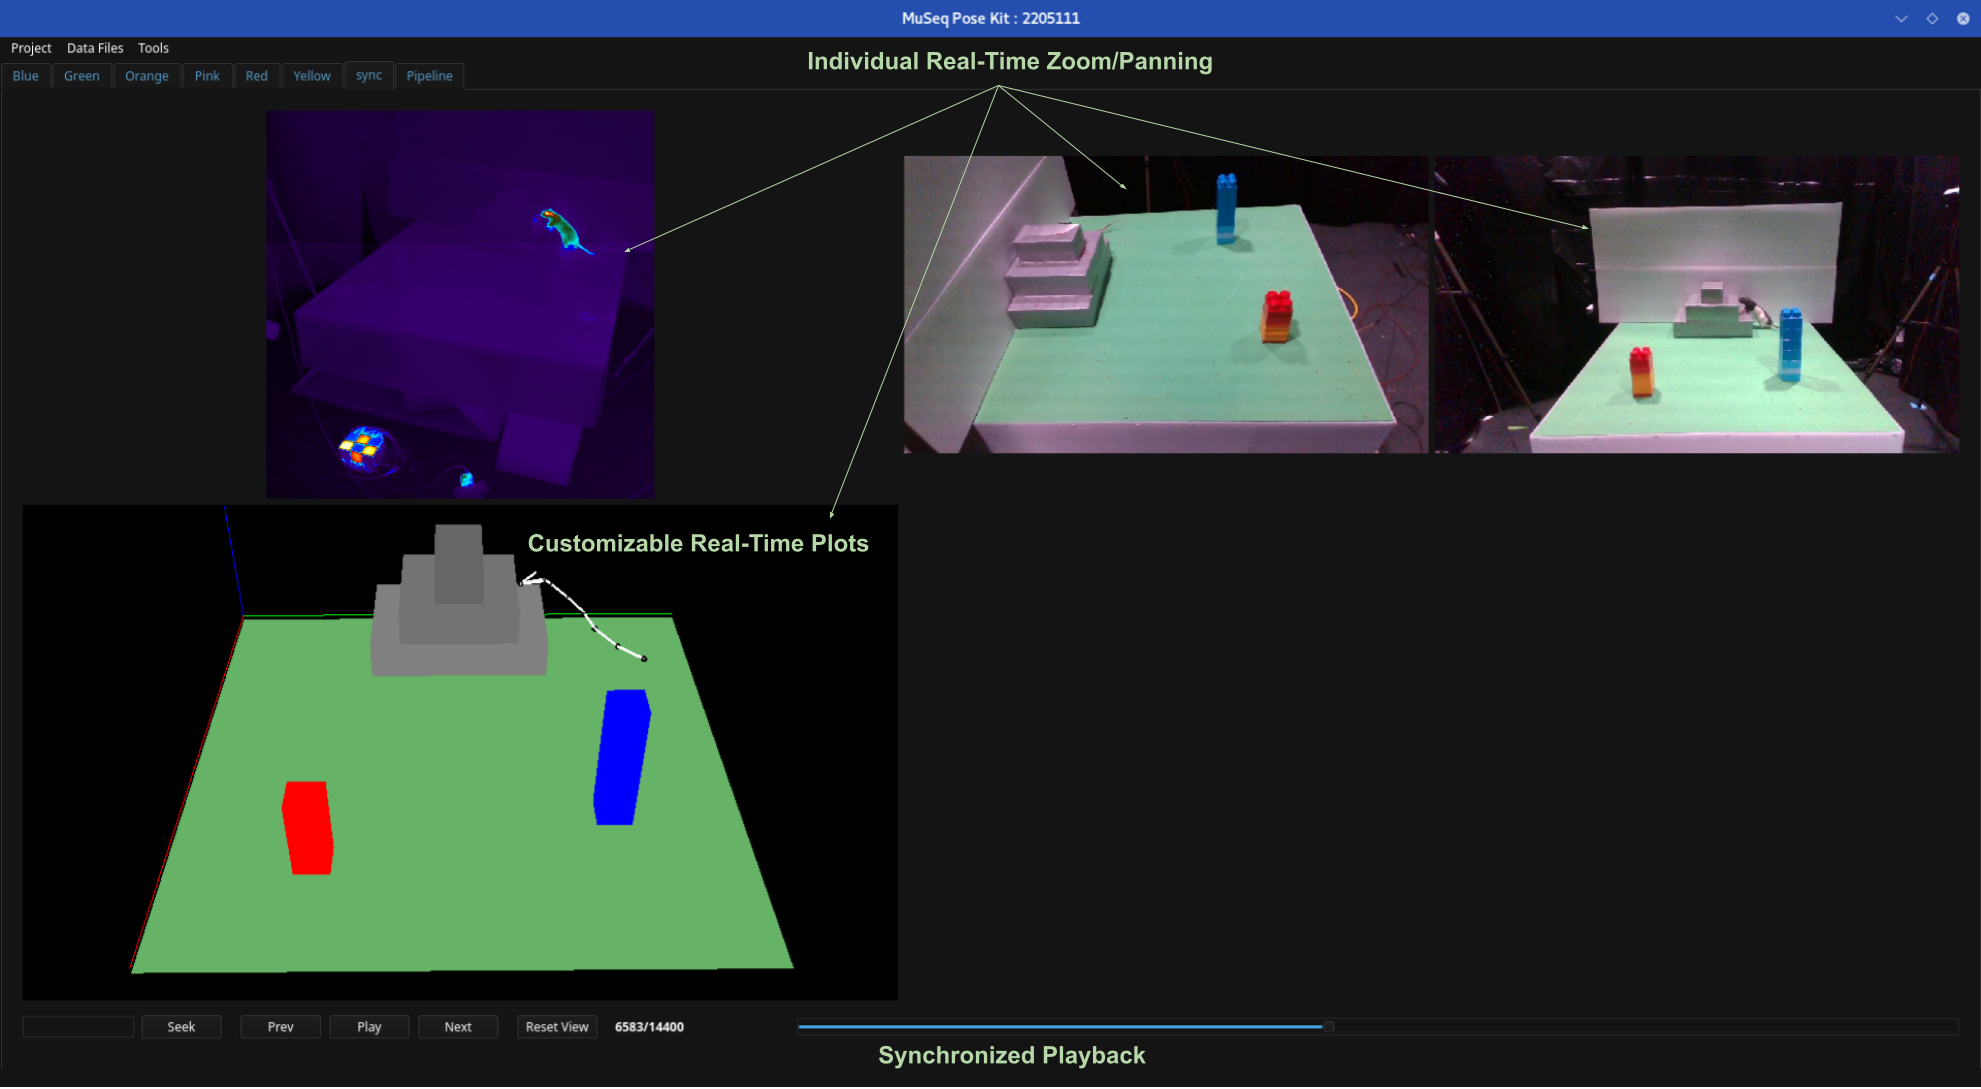 MuSeq Pose Kit : 2205111
Project Data Files Tools
Individual Real-Time Zoom/Panning
Blue Green Orange Pink Red Yellow sync Pipeline
Customizable Real-Time Plots
Seek Prev Play Next Reset View 6583/14400
Synchronized Playback